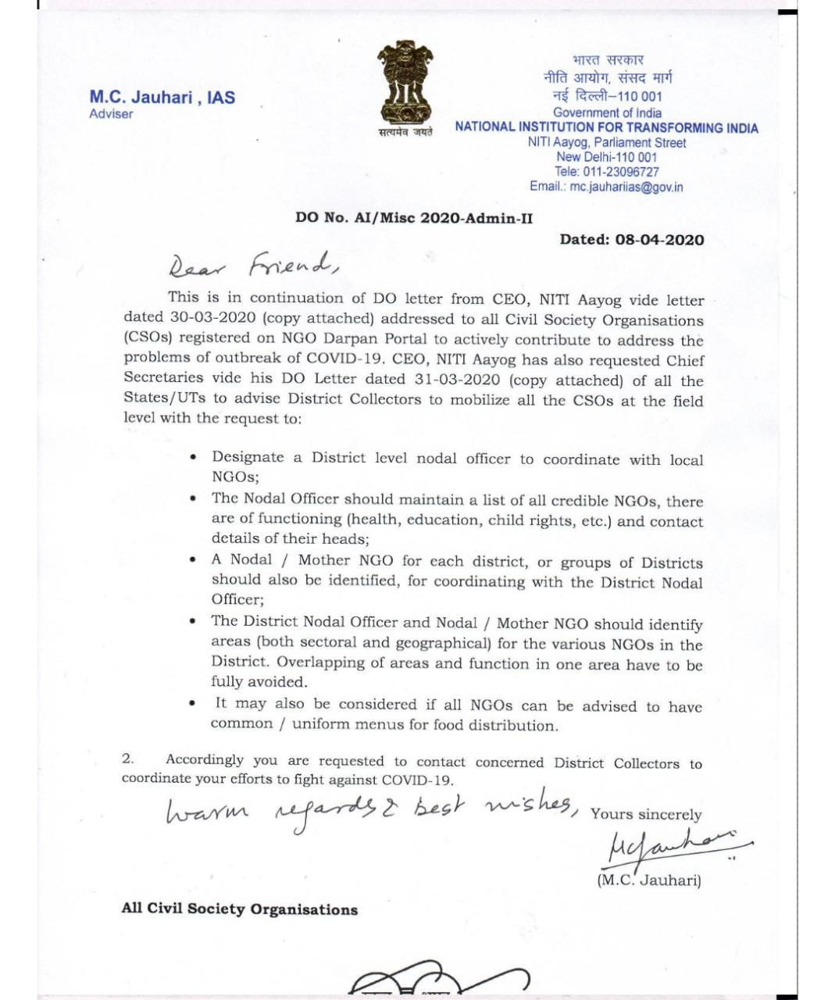 M.C. Jauhari , IAS
Adviser
सत्यमेव जयते
भारत सरकार
नीति आयोग, संसद मार्ग
नई दिल्ली–110 001
Government of India
NATIONAL INSTITUTION FOR TRANSFORMING INDIA
NITI Aayog, Parliament Street
New Delhi-110 001
Tele: 011-23096727
Email.: mc.jauhariias@gov.in
DO No. AI/Misc 2020-Admin-II
Dated: 08-04-2020
Dear Friend,
This is in continuation of DO letter from CEO, NITI Aayog vide letter
dated 30-03-2020 (copy attached) addressed to all Civil Society Organisations
(CSOs) registered on NGO Darpan Portal to actively contribute to address the
problems of outbreak of COVID-19. CEO, NITI Aayog has also requested Chief
Secretaries vide his DO Letter dated 31-03-2020 (copy attached) of all the
States/UTs to advise District Collectors to mobilize all the CSOs at the field
level with the request to:
• Designate a District level nodal officer to coordinate with local
NGOs;
• The Nodal Officer should maintain a list of all credible NGOs, there
are of functioning (health, education, child rights, etc.) and contact
details of their heads;
• A Nodal / Mother NGO for each district, or groups of Districts
should also be identified, for coordinating with the District Nodal
Officer;
• The District Nodal Officer and Nodal / Mother NGO should identify
areas (both sectoral and geographical) for the various NGOs in the
District. Overlapping of areas and function in one area have to be
fully avoided.
• It may also be considered if all NGOs can be advised to have
common / uniform menus for food distribution.
2. Accordingly you are requested to contact concerned District Collectors to
coordinate your efforts to fight against COVID-19.
Warm regards & best wishes,
Yours sincerely
MCJauhari
(M.C. Jauhari)
All Civil Society Organisations